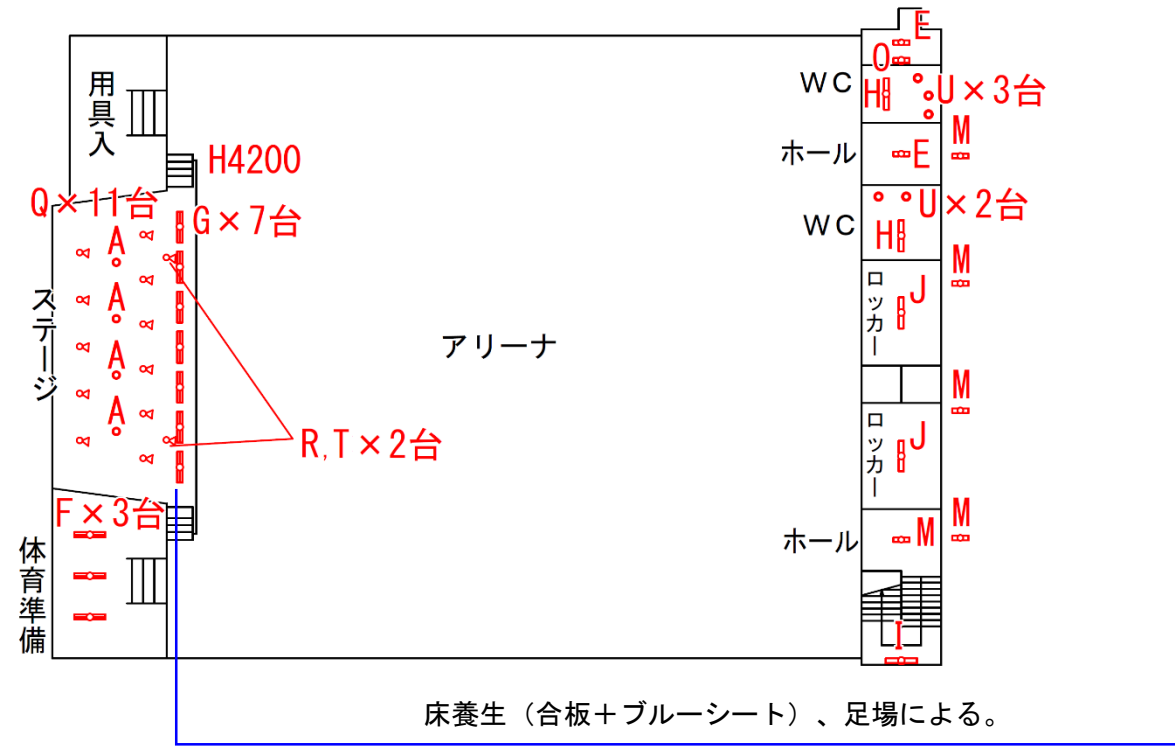 E
O
用具入
WC
H
U×3台
M
H4200
ホール
E
Q×11台
G×7台
U×2台
A
WC
H
M
ステージ
A
ロッカー
J
アリーナ
A
M
A
ロッカー
J
R,T×2台
F×3台
M
体育準備
ホール
M
I
床養生（合板＋ブルーシート）、足場による。